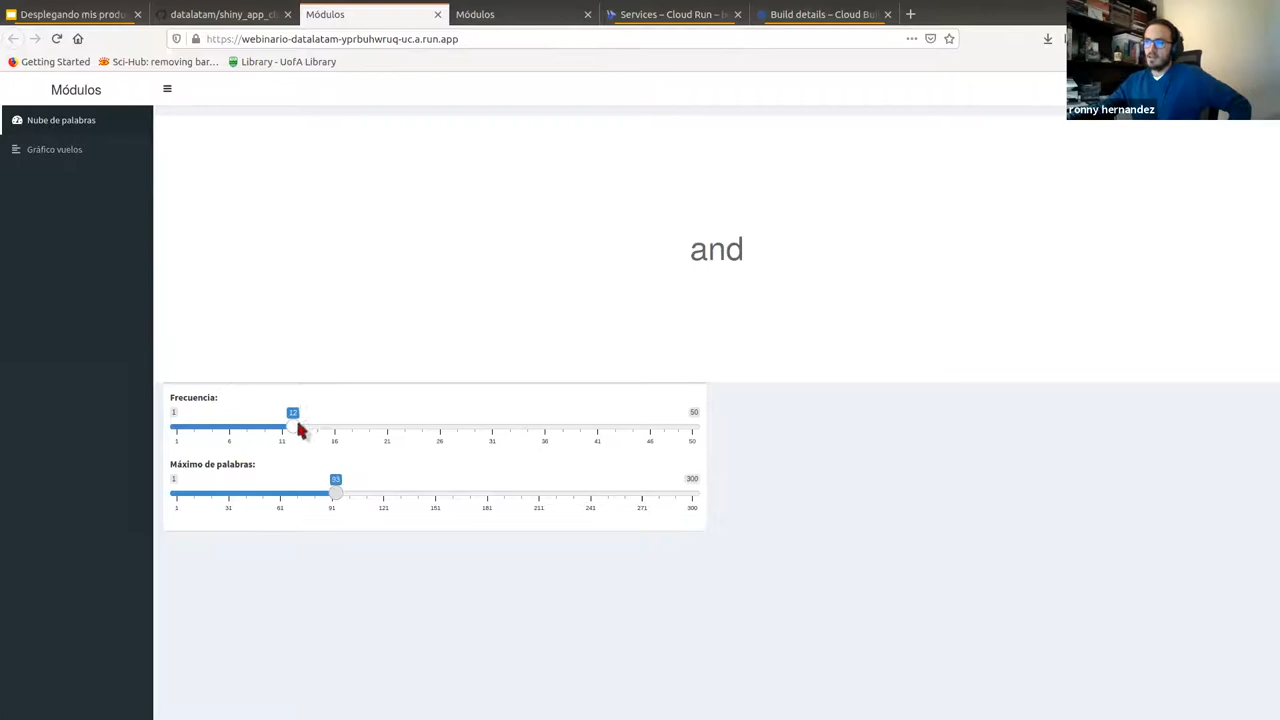 Desplegando mis produ
datalatam/shiny_app_cl
Módulos
Módulos
Services – Cloud Run – 
Build details – Cloud Bu
https://webinario-datalatam-yprbuhwruq-uc.a.run.app
Getting Started
Sci-Hub: removing bar…
Library - UofA Library
ronny hernandez
Módulos
Nube de palabras
Gráfico vuelos
and
Frecuencia:
1 12 50
1 6 11 16 21 26 31 36 41 46 50
Máximo de palabras:
1 93 300
1 31 61 91 121 151 181 211 241 271 300